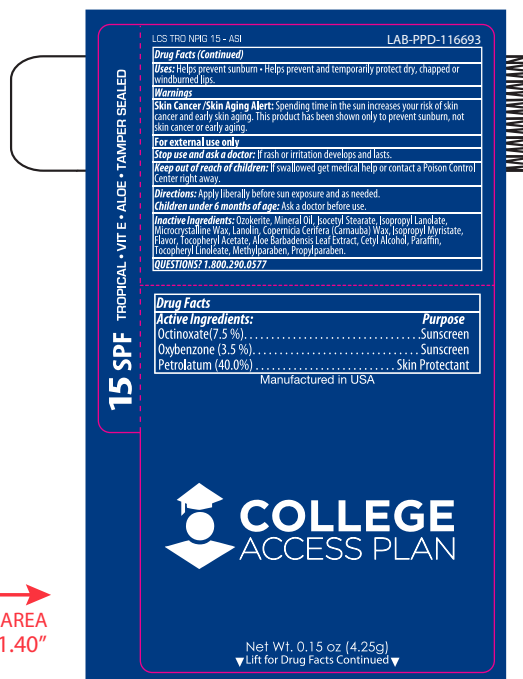 LCS TRO NPIG 15 - ASI
LAB-PPD-116693
Drug Facts (Continued)
Uses: Helps prevent sunburn • Helps prevent and temporarily protect dry, chapped or
windburned lips.
Warnings
Skin Cancer /Skin Aging Alert: Spending time in the sun increases your risk of skin
cancer and early skin aging. This product has been shown only to prevent sunburn, not
skin cancer or early aging.
For external use only
Stop use and ask a doctor: If rash or irritation develops and lasts.
Keep out of reach of children: If swallowed get medical help or contact a Poison Control
Center right away.
Directions: Apply liberally before sun exposure and as needed.
Children under 6 months of age: Ask a doctor before use.
Inactive Ingredients: Ozokerite, Mineral Oil, Isocetyl Stearate, Isopropyl Lanolate,
Microcrystalline Wax, Lanolin, Copernicia Cerifera (Carnauba) Wax, Isopropyl Myristate,
Flavor, Tocopheryl Acetate, Aloe Barbadensis Leaf Extract, Cetyl Alcohol, Paraffin,
Tocopheryl Linoleate, Methylparaben, Propylparaben.
QUESTIONS? 1.800.290.0577
15 SPF TROPICAL • VIT E • ALOE • TAMPER SEALED
Drug Facts
Active Ingredients: Purpose
Octinoxate(7.5 %)................................Sunscreen
Oxybenzone (3.5 %)...............................Sunscreen
Petrolatum (40.0%) .......................... Skin Protectant
Manufactured in USA
COLLEGE
ACCESS PLAN
AREA
1.40"
Net Wt. 0.15 oz (4.25g)
▼Lift for Drug Facts Continued▼